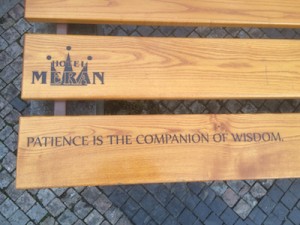 HOTEL
MERAN
PATIENCE IS THE COMPANION OF WISDOM.